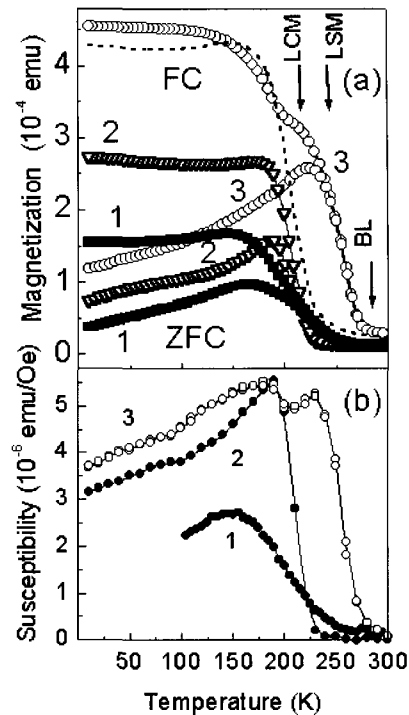 LCM
LSM
FC
(a)
4
3
2
1
0
Magnetization (10⁻⁴ emu)
2
3
3
1
2
BL
1
ZFC
(b)
5
4
3
2
1
0
Susceptibility (10⁻⁶ emu/Oe)
3
2
1
50
100
150
200
250
300
Temperature (K)